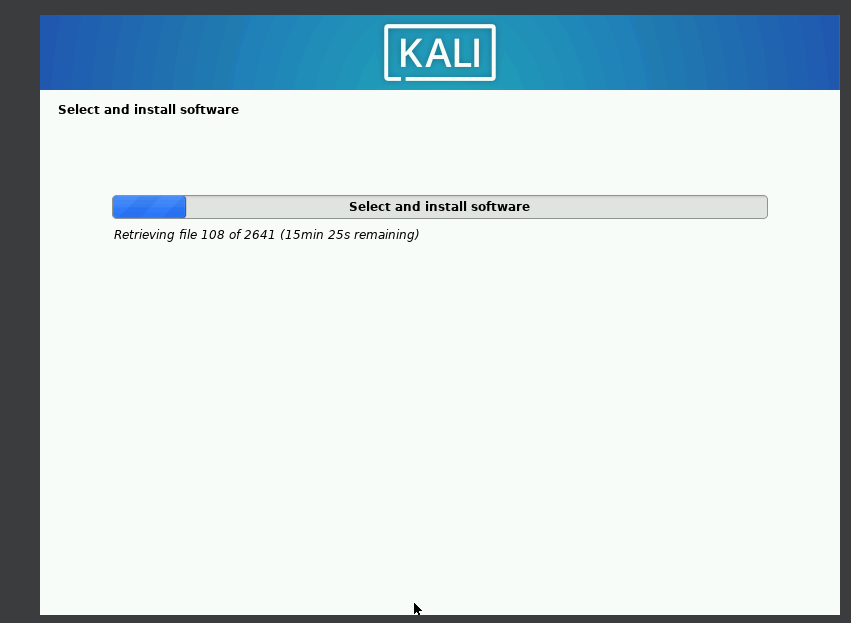 KALI
Select and install software
Select and install software
Retrieving file 108 of 2641 (15min 25s remaining)